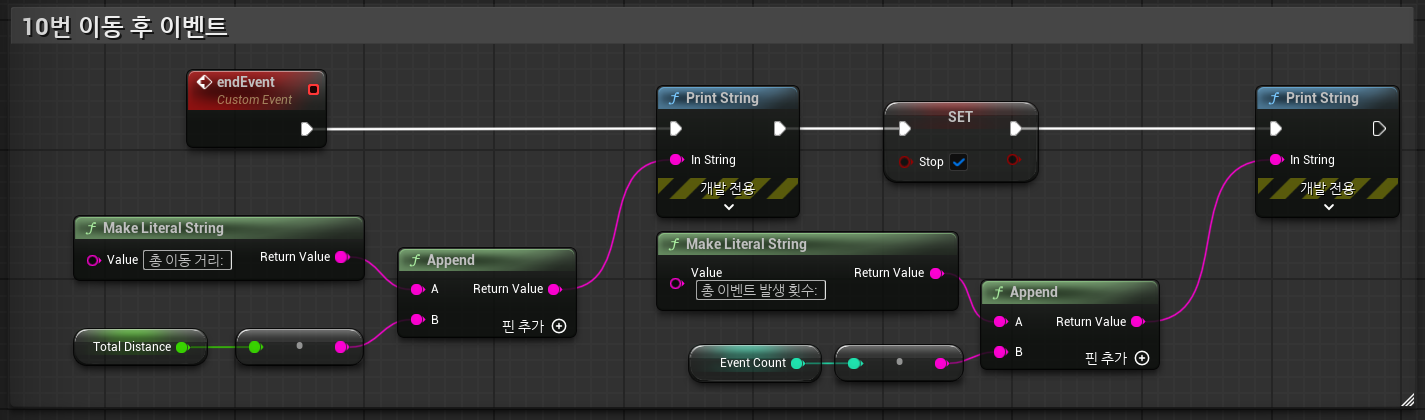 10번 이동 후 이벤트
endEvent
Custom Event
Print String
In String
개발 전용
SET
Stop
Print String
In String
개발 전용
Make Literal String
Value 총 이동 거리: Return Value
Append
A Return Value
B
핀 추가
Total Distance
Make Literal String
Value Return Value
총 이벤트 발생 횟수:
Append
A Return Value
B
핀 추가
Event Count